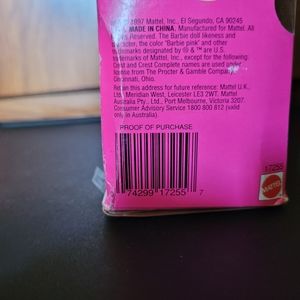 1997 Mattel, Inc., El Segundo, CA 90245
MADE IN CHINA. Manufactured for Mattel. All
Rights Reserved. The Barbie doll likeness and
character, the color 'Barbie pink' and other
trademarks designated by ® & ™ are U.S
trademarks of Mattel, Inc., except for the following:
Crest and Crest Complete names are used under
license from The Procter & Gamble Company,
Cincinnati, Ohio.
Retain this address for future reference: Mattel U.K.
Ltd., Meridian West, Leicester LE3 2WT. Mattel
Australia Pty., Ltd., Port Melbourne, Victoria 3207.
Consumer Advisory Service 1800 800 812 (valid
only in Australia).
PROOF OF PURCHASE
74299 17255 7
17255
MATTEL